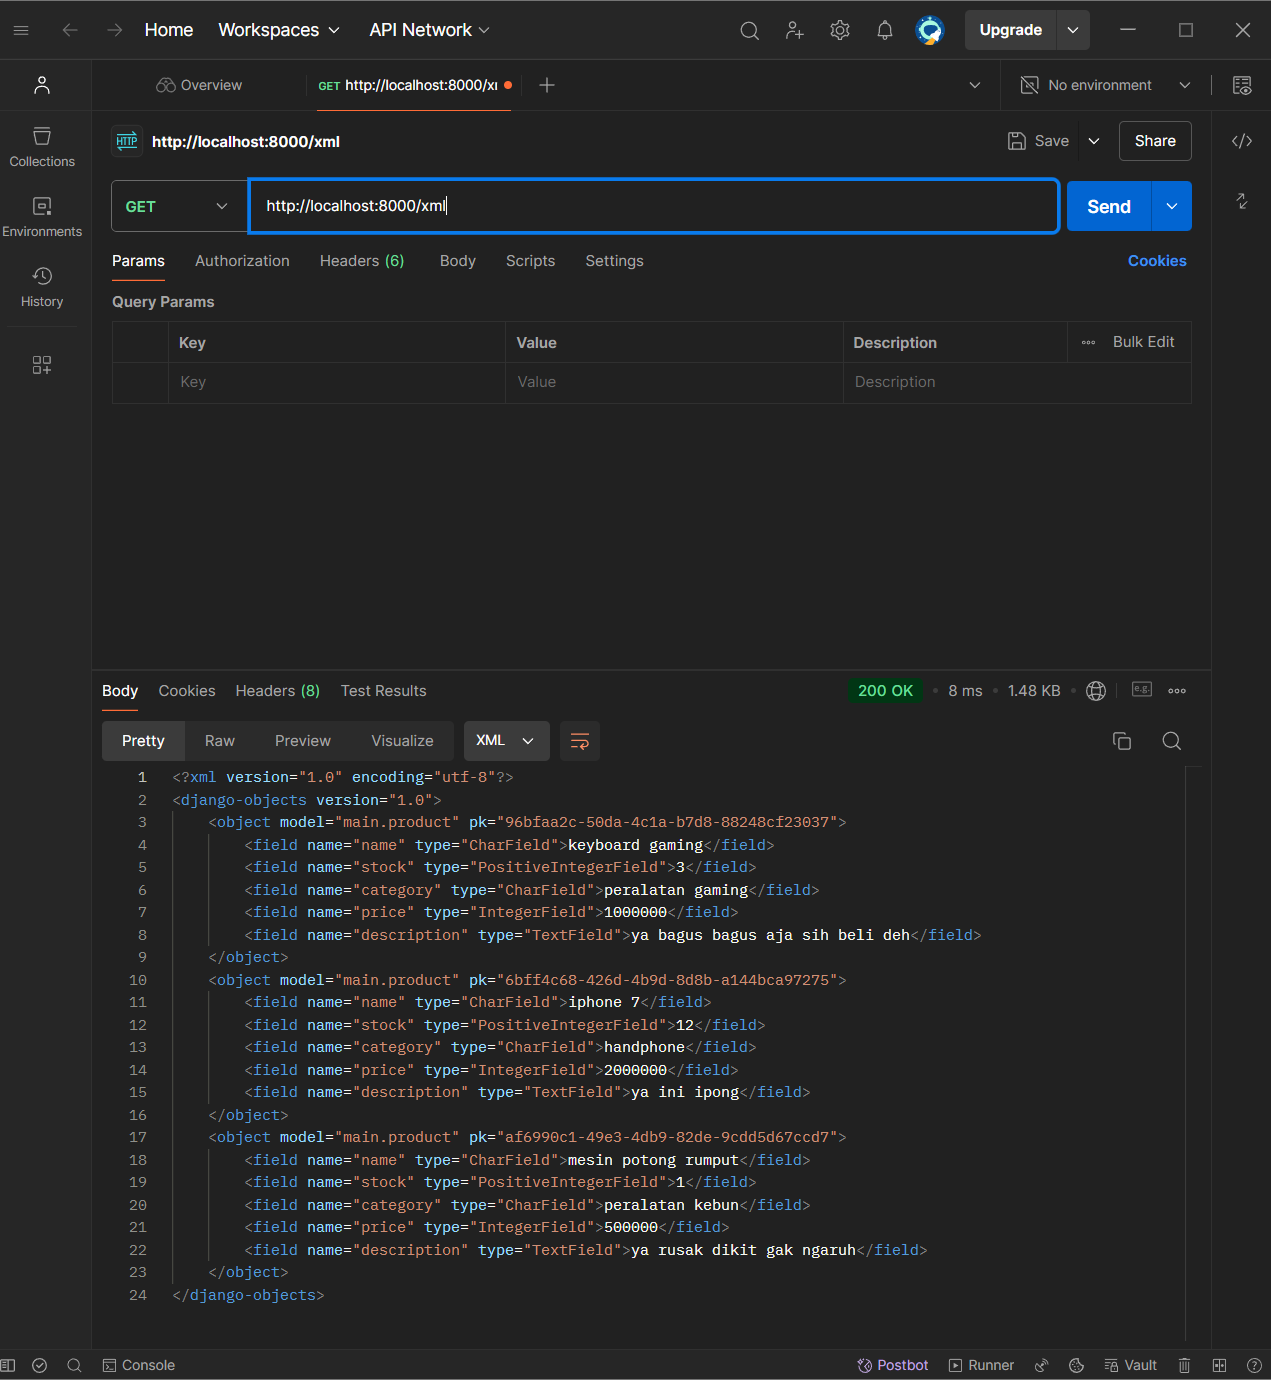 Home Workspaces API Network Upgrade
Overview GET http://localhost:8000/x No environment
HTTP http://localhost:8000/xml Save Share
Collections
Environments
History
GET http://localhost:8000/xml Send
Params Authorization Headers (6) Body Scripts Settings Cookies
Query Params
Key Value Description Bulk Edit
Key Value Description
Body Cookies Headers (8) Test Results 200 OK 8 ms 1.48 KB e.g.
Pretty Raw Preview Visualize XML
1 <?xml version="1.0" encoding="utf-8"?>
2 <django-objects version="1.0">
3 <object model="main.product" pk="96bfaa2c-50da-4c1a-b7d8-88248cf23037">
4 <field name="name" type="CharField">keyboard gaming</field>
5 <field name="stock" type="PositiveIntegerField">3</field>
6 <field name="category" type="CharField">peralatan gaming</field>
7 <field name="price" type="IntegerField">1000000</field>
8 <field name="description" type="TextField">ya bagus bagus aja sih beli deh</field>
9 </object>
10 <object model="main.product" pk="6bff4c68-426d-4b9d-8d8b-a144bca97275">
11 <field name="name" type="CharField">iphone 7</field>
12 <field name="stock" type="PositiveIntegerField">12</field>
13 <field name="category" type="CharField">handphone</field>
14 <field name="price" type="IntegerField">2000000</field>
15 <field name="description" type="TextField">ya ini ipong</field>
16 </object>
17 <object model="main.product" pk="af6990c1-49e3-4db9-82de-9cdd5d67ccd7">
18 <field name="name" type="CharField">mesin potong rumput</field>
19 <field name="stock" type="PositiveIntegerField">1</field>
20 <field name="category" type="CharField">peralatan kebun</field>
21 <field name="price" type="IntegerField">500000</field>
22 <field name="description" type="TextField">ya rusak dikit gak ngaruh</field>
23 </object>
24 </django-objects>
Console Postbot Runner Vault